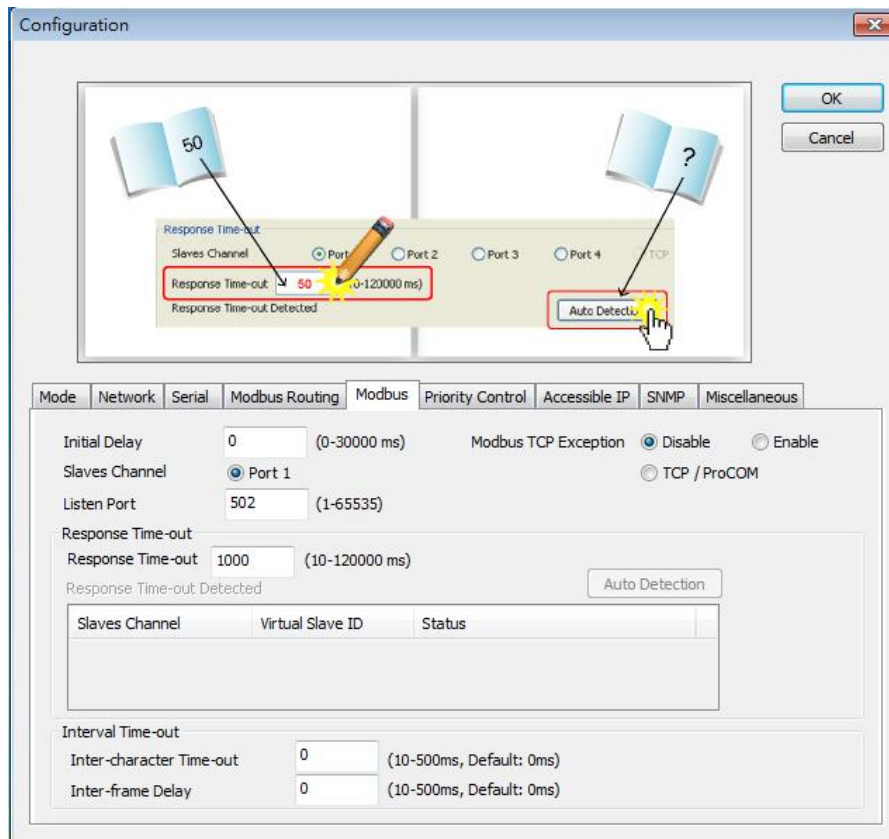 Configuration
OK
Cancel
50
?
Response Time-out
Slaves Channel Port Port 2 Port 3 Port 4 TCP
Response Time-out 50 0-120000 ms)
Response Time-out Detected Auto Detectio
Mode Network Serial Modbus Routing Modbus Priority Control Accessible IP SNMP Miscellaneous
Initial Delay 0 (0-30000 ms) Modbus TCP Exception Disable Enable
Slaves Channel Port 1 TCP / ProCOM
Listen Port 502 (1-65535)
Response Time-out
Response Time-out 1000 (10-120000 ms)
Response Time-out Detected Auto Detection
Slaves Channel Virtual Slave ID Status
Interval Time-out
Inter-character Time-out 0 (10-500ms, Default: 0ms)
Inter-frame Delay 0 (10-500ms, Default: 0ms)